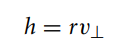 h = rv⊥